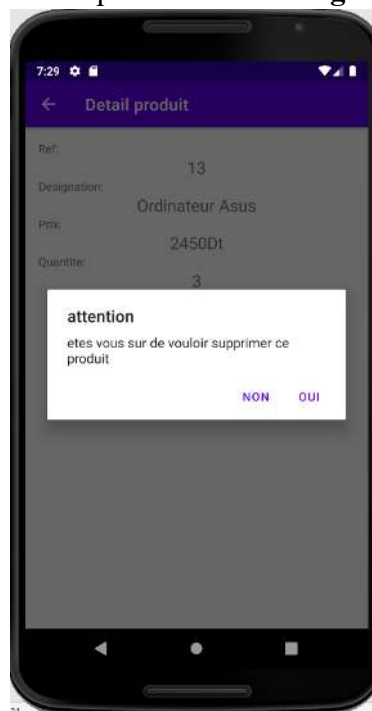 7:29
Detail produit
Ref:
13
Designation:
Ordinateur Asus
Prix:
2450Dt
Quantite:
3
attention
etes vous sur de vouloir supprimer ce
produit
NON OUI